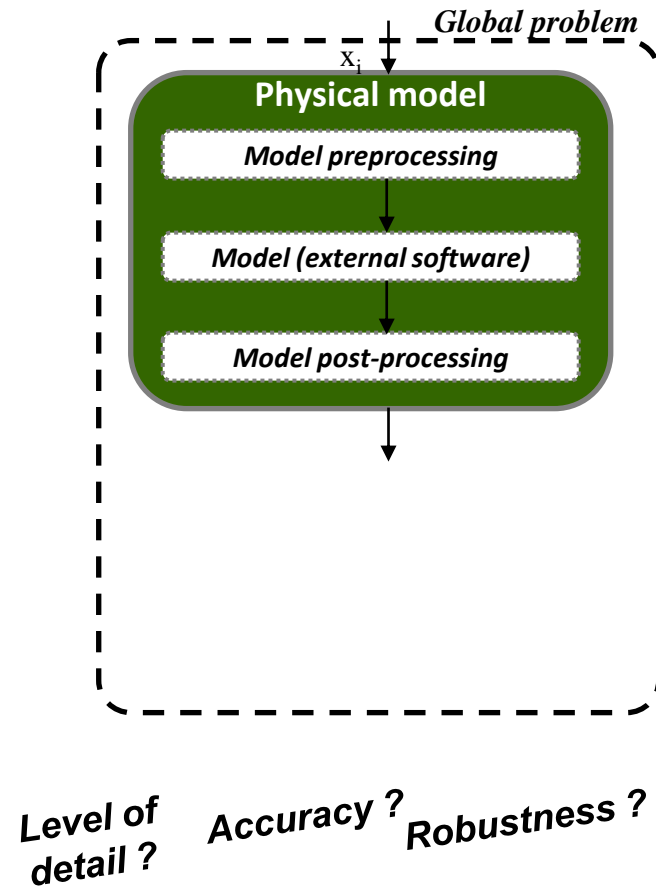 Global problem
xi
Physical model
Model preprocessing
Model (external software)
Model post-processing
Level of
detail ?
Accuracy ?
Robustness ?